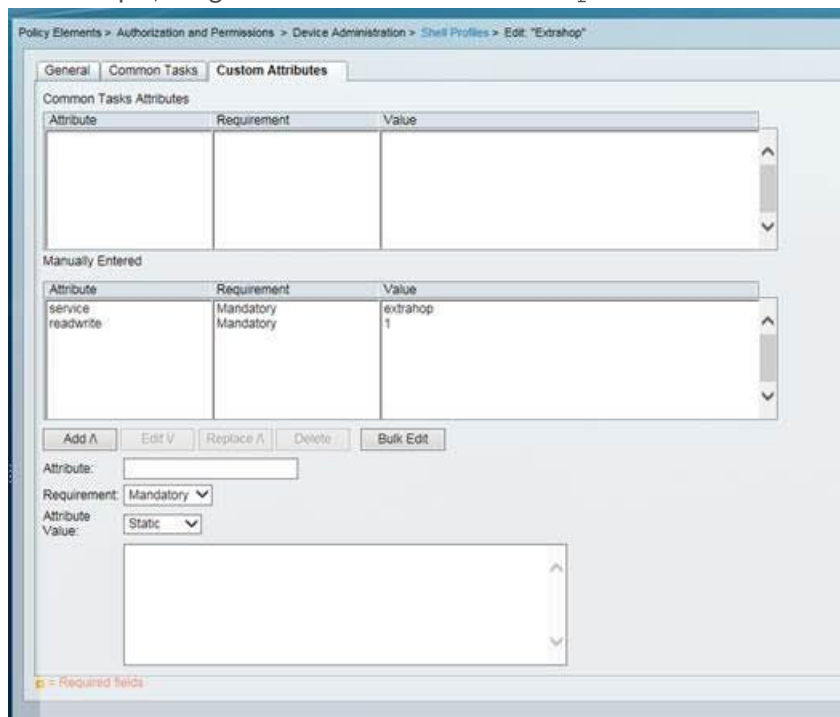 Policy Elements > Authorization and Permissions > Device Administration > Shell Profiles > Edit: "Extrahop"
General Common Tasks Custom Attributes
Common Tasks Attributes
Attribute Requirement Value
Manually Entered
Attribute Requirement Value
service Mandatory extrahop
readwrite Mandatory 1
Add Λ Edit V Replace Λ Delete Bulk Edit
Attribute:
Requirement: Mandatory
Attribute
Value: Static
= Required fields